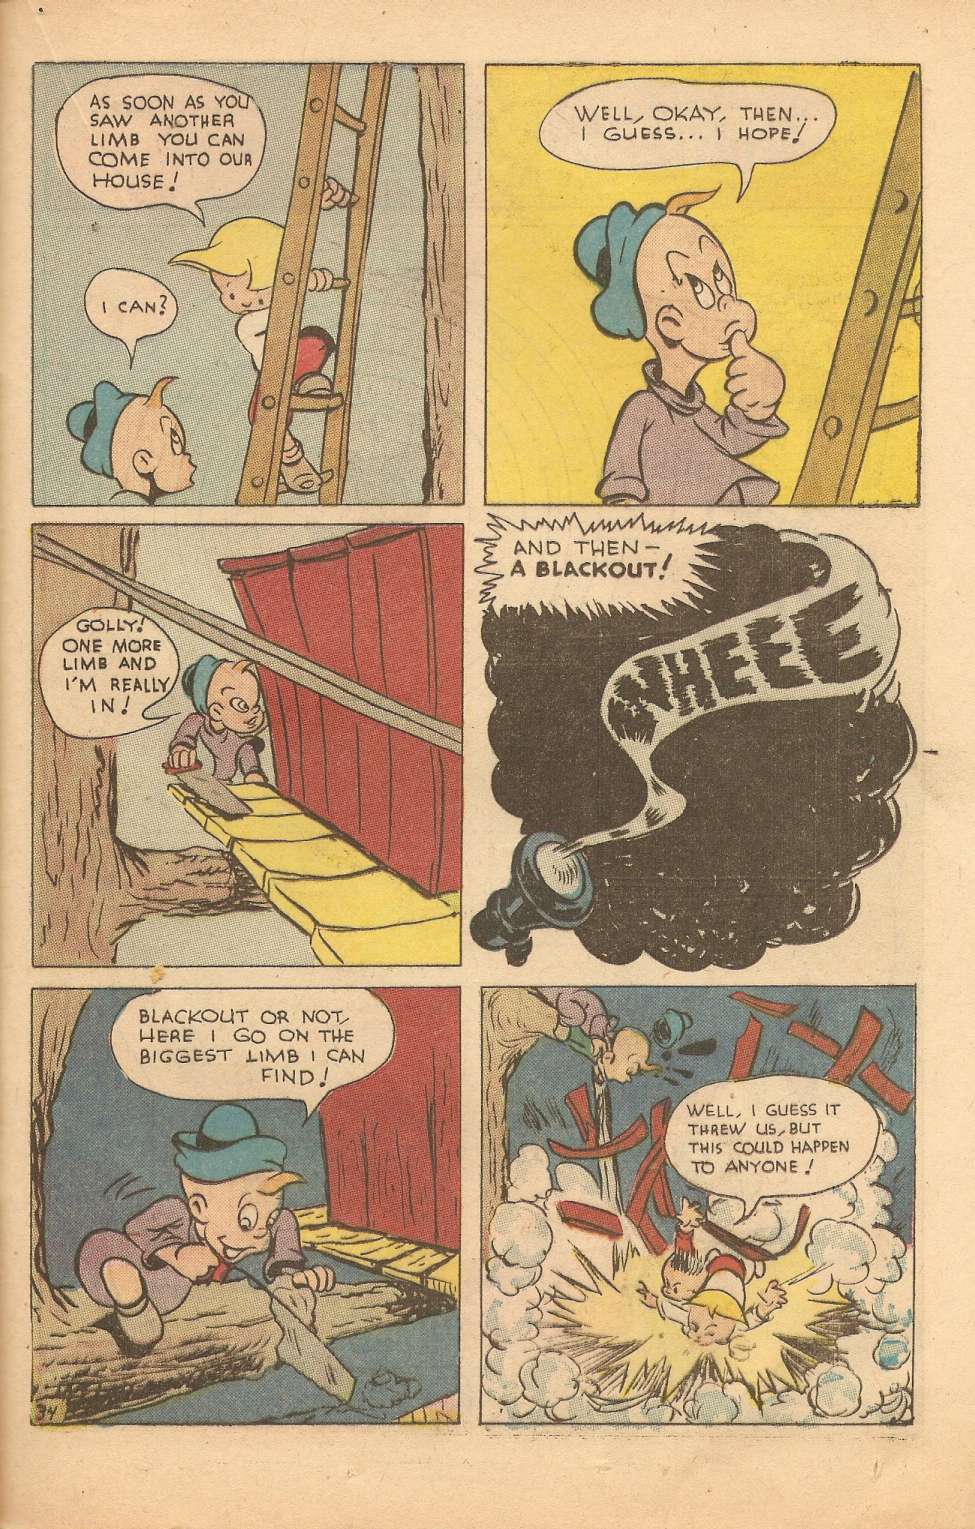 AS SOON AS YOU
SAW ANOTHER
LIMB YOU CAN
COME INTO OUR
HOUSE!
I CAN?
WELL, OKAY, THEN...
I GUESS... I HOPE!
GOLLY!
ONE MORE
LIMB AND
I'M REALLY
IN!
AND THEN—
A BLACKOUT!
WHEEE
BLACKOUT OR NOT,
HERE I GO ON THE
BIGGEST LIMB I CAN
FIND!
34
WELL, I GUESS IT
THREW US, BUT
THIS COULD HAPPEN
TO ANYONE!